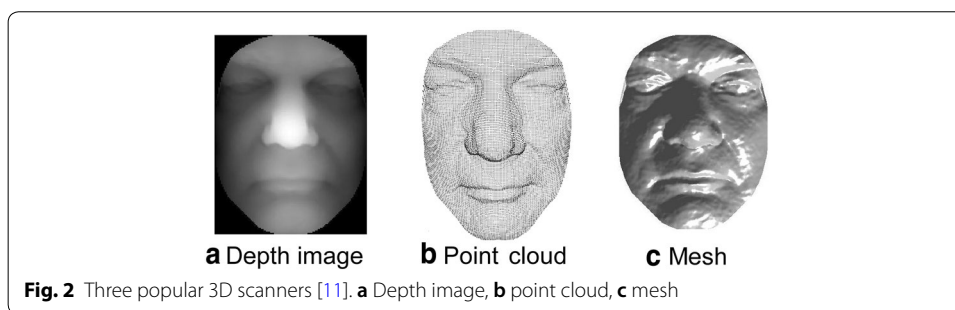 a Depth image b Point cloud c Mesh
Fig. 2 Three popular 3D scanners [11]. a Depth image, b point cloud, c mesh